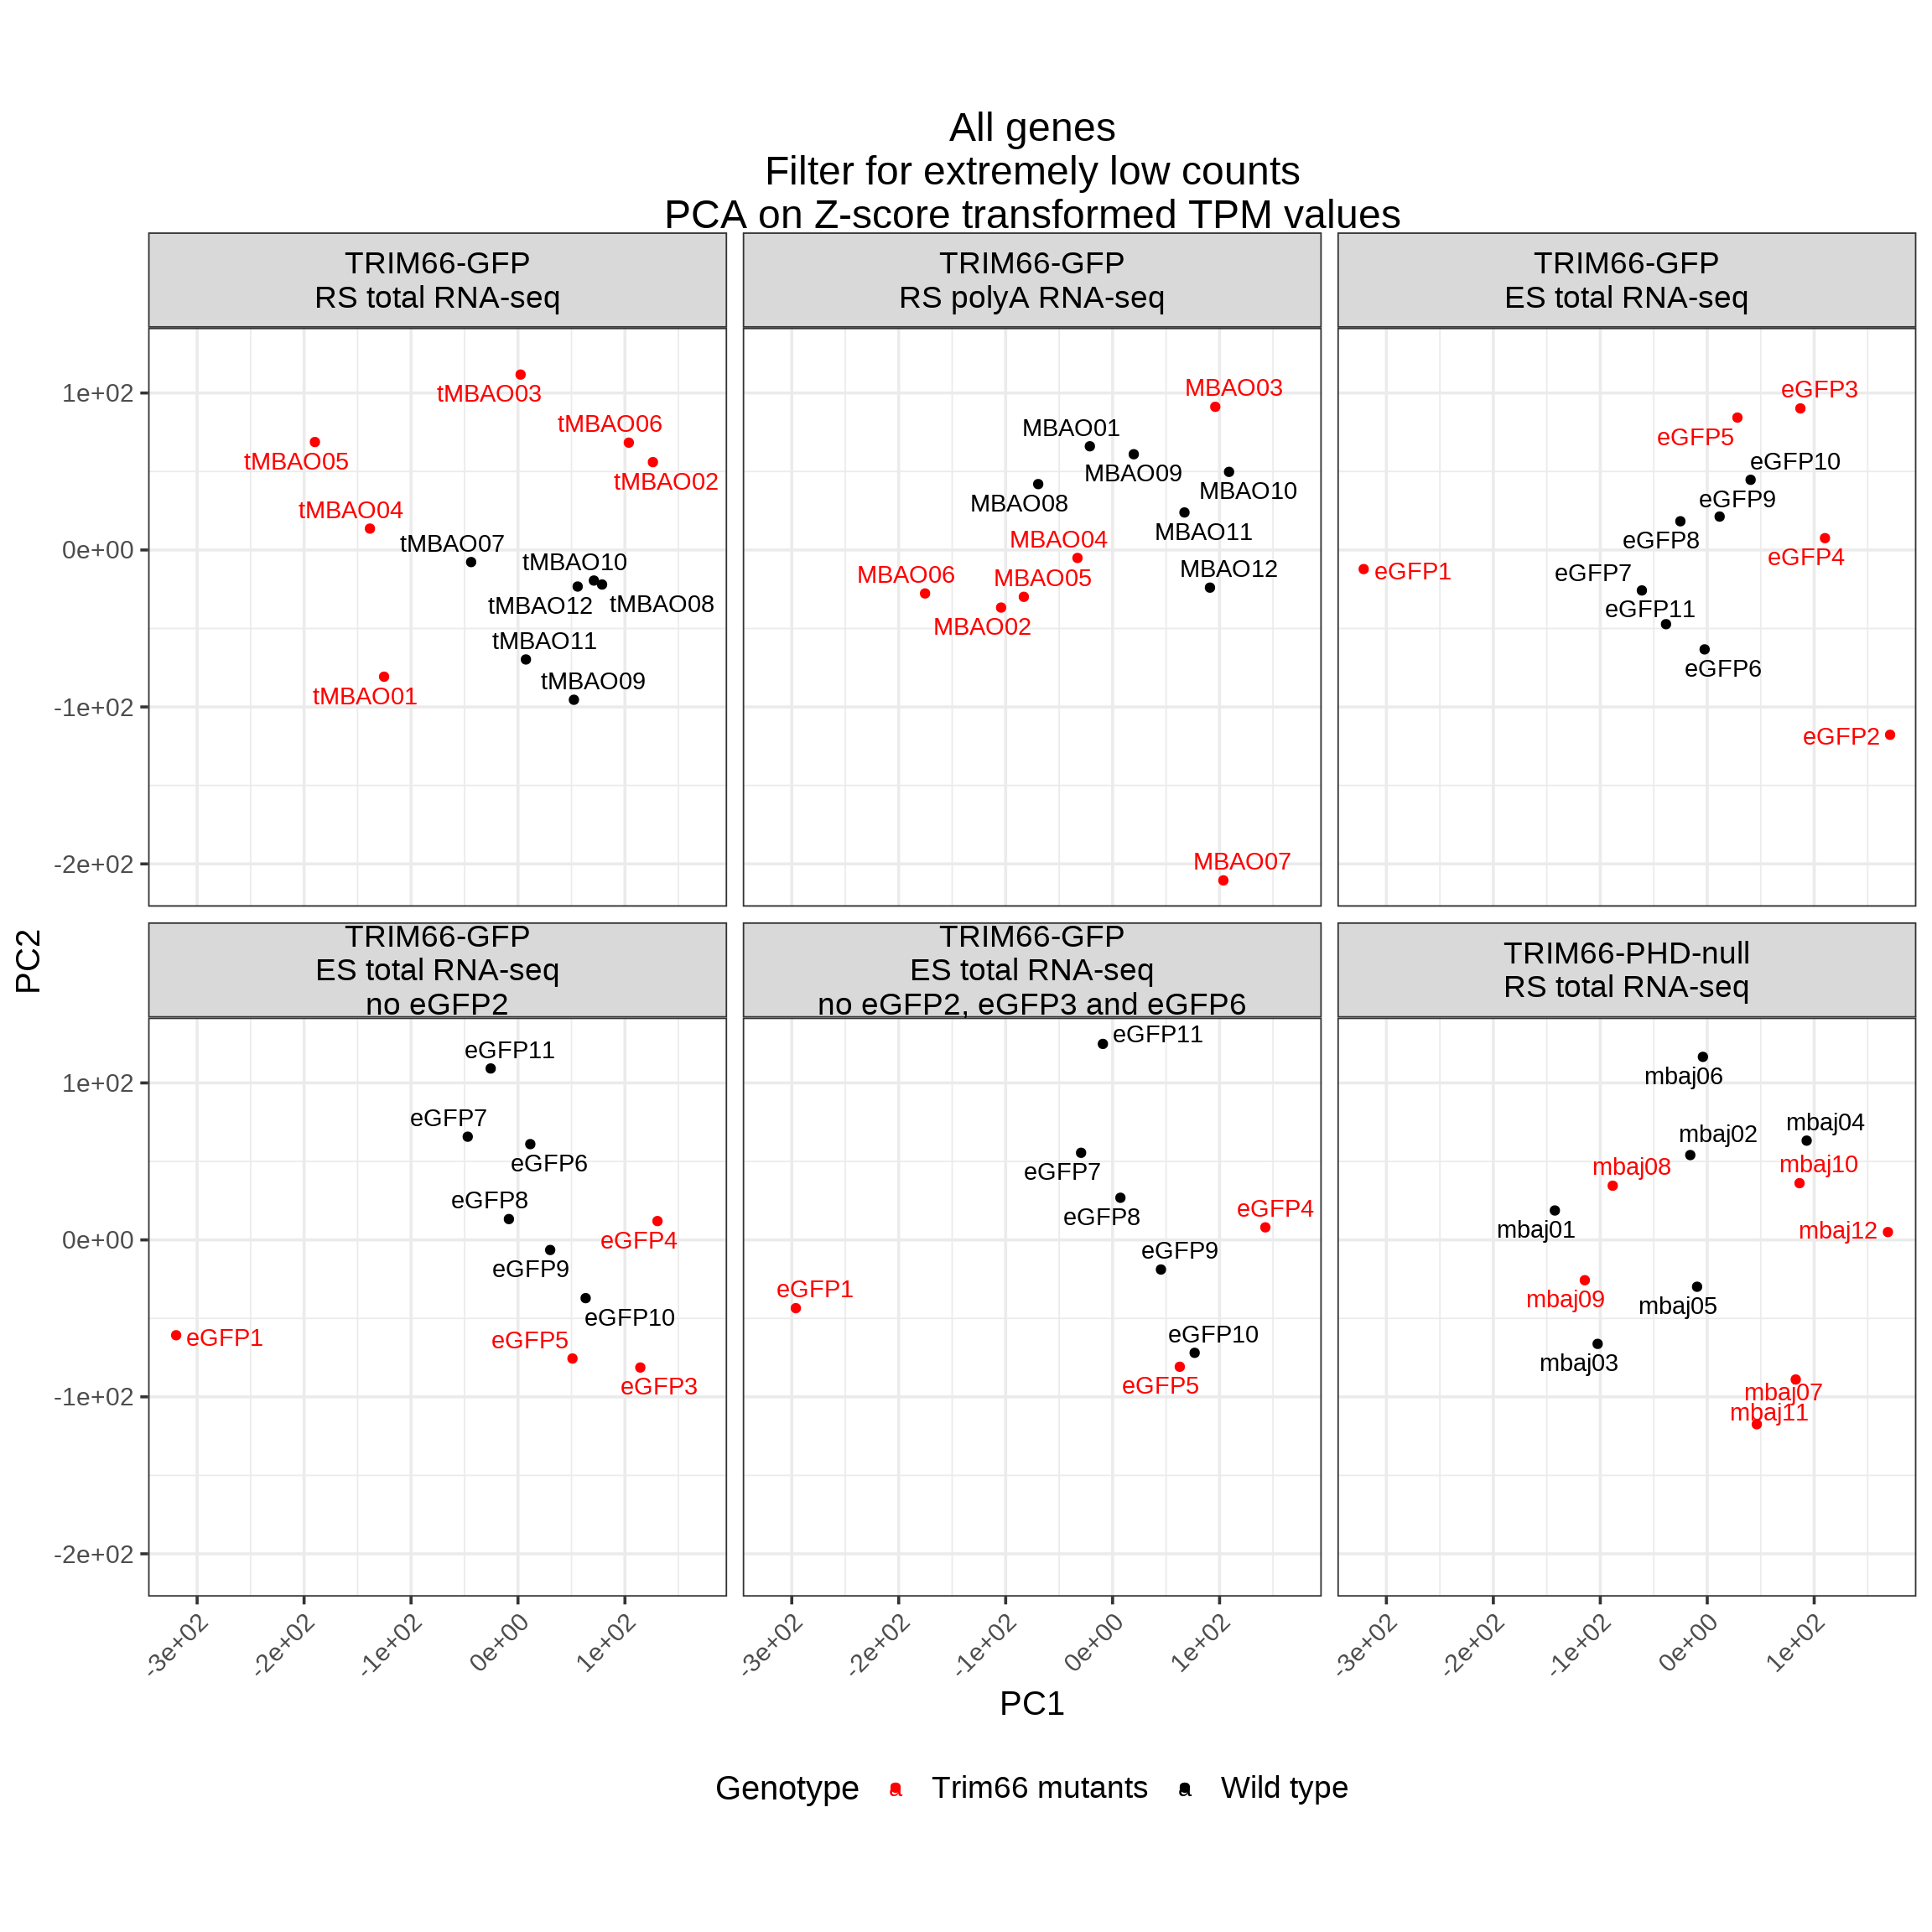 All genes
Filter for extremely low counts
PCA on Z-score transformed TPM values
TRIM66-GFP
RS total RNA-seq
TRIM66-GFP
RS polyA RNA-seq
TRIM66-GFP
ES total RNA-seq
1e+02
0e+00
-1e+02
-2e+02
tMBAO03
tMBAO06
tMBAO05
tMBAO02
tMBAO04
tMBAO07
tMBAO10
tMBAO12
tMBAO08
tMBAO11
tMBAO09
tMBAO01
MBAO03
MBAO01
MBAO09
MBAO10
MBAO08
MBAO11
MBAO04
MBAO12
MBAO06
MBAO05
MBAO02
MBAO07
eGFP3
eGFP5
eGFP10
eGFP9
eGFP8
eGFP4
eGFP1
eGFP7
eGFP11
eGFP6
eGFP2
PC2
TRIM66-GFP
ES total RNA-seq
no eGFP2
TRIM66-GFP
ES total RNA-seq
no eGFP2, eGFP3 and eGFP6
TRIM66-PHD-null
RS total RNA-seq
1e+02
0e+00
-1e+02
-2e+02
eGFP11
eGFP7
eGFP6
eGFP8
eGFP4
eGFP9
eGFP10
eGFP1
eGFP5
eGFP3
eGFP11
eGFP7
eGFP8
eGFP4
eGFP9
eGFP1
eGFP10
eGFP5
mbaj06
mbaj04
mbaj02
mbaj10
mbaj08
mbaj01
mbaj12
mbaj09
mbaj05
mbaj03
mbaj07
mbaj11
-3e+02
-2e+02
-1e+02
0e+00
1e+02
-3e+02
-2e+02
-1e+02
0e+00
1e+02
-3e+02
-2e+02
-1e+02
0e+00
1e+02
PC1
Genotype a Trim66 mutants a Wild type